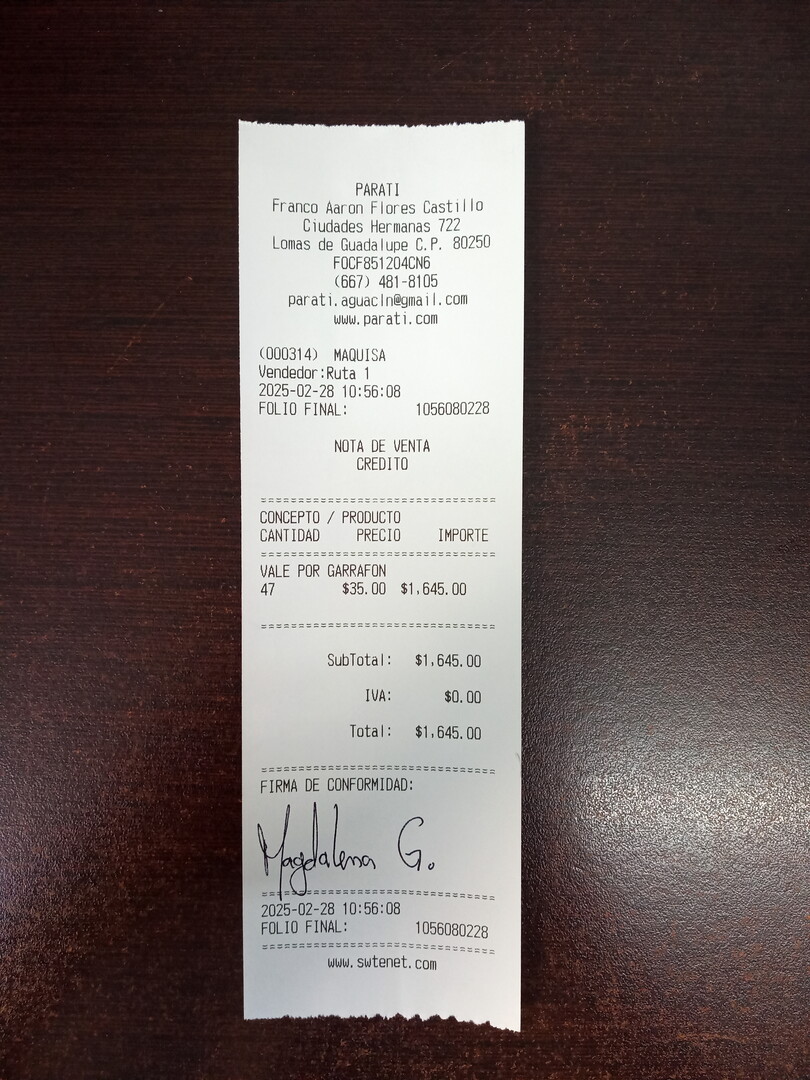 PARATI
Franco Aaron Flores Castillo
Ciudades Hermanas 722
Lomas de Guadalupe C.P. 80250
FOCF851204CN6
(667) 481-8105
parati.aguacln@gmail.com
www.parati.com
(000314) MAQUISA
Vendedor:Ruta 1
2025-02-28 10:56:08
FOLIO FINAL: 1056080228
NOTA DE VENTA
CREDITO
===============================
CONCEPTO / PRODUCTO
CANTIDAD PRECIO IMPORTE
===============================
VALE POR GARRAFON
47 $35.00 $1,645.00
===============================
SubTotal: $1,645.00
IVA: $0.00
Total: $1,645.00
===============================
FIRMA DE CONFORMIDAD:
Magdalena G.
===============================
2025-02-28 10:56:08
FOLIO FINAL: 1056080228
===============================
www.swtenet.com